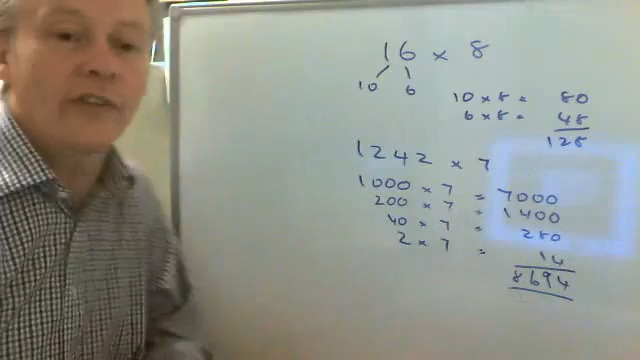 16 x 8
10 6
10 x 8 = 80
6 x 8 = 48
128
1242 x 7
1000 x 7 = 7000
200 x 7 = 1400
40 x 7 = 280
2 x 7 = 14
8694